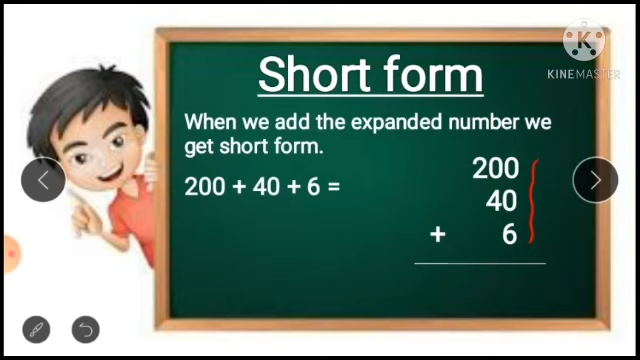 Short form
KINEMASTER
When we add the expanded number we
get short form.
200 + 40 + 6 =
200
40
+ 6